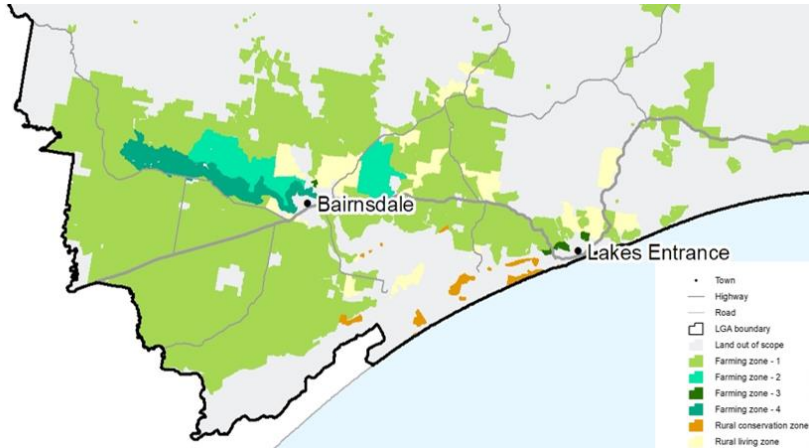 Bairnsdale
Lakes Entrance
Town
Highway
Road
LGA boundary
Land out of scope
Farming zone - 1
Farming zone - 2
Farming zone - 3
Farming zone - 4
Rural conservation zone
Rural living zone